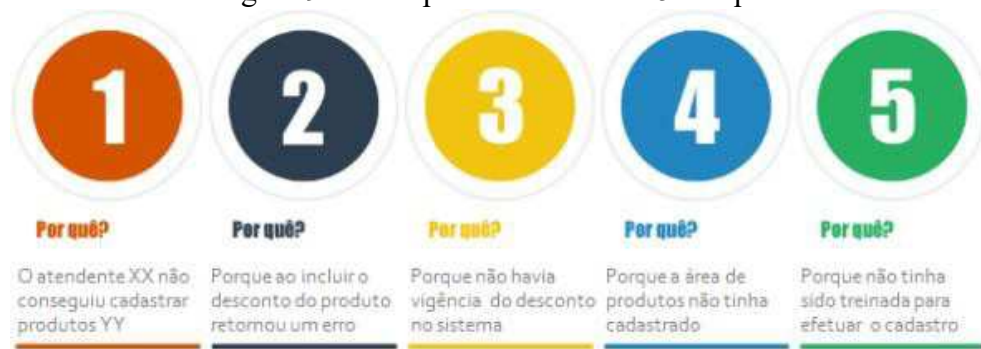 1
2
3
4
5
Por quê?
Por quê?
Por quê?
Por quê?
Por quê?
O atendente XX não
conseguiu cadastrar
produtos YY
Porque ao incluir o
desconto do produto
retornou um erro
Porque não havia
vigência do desconto
no sistema
Porque a área de
produtos não tinha
cadastrado
Porque não tinha
sido treinada para
efetuar o cadastro